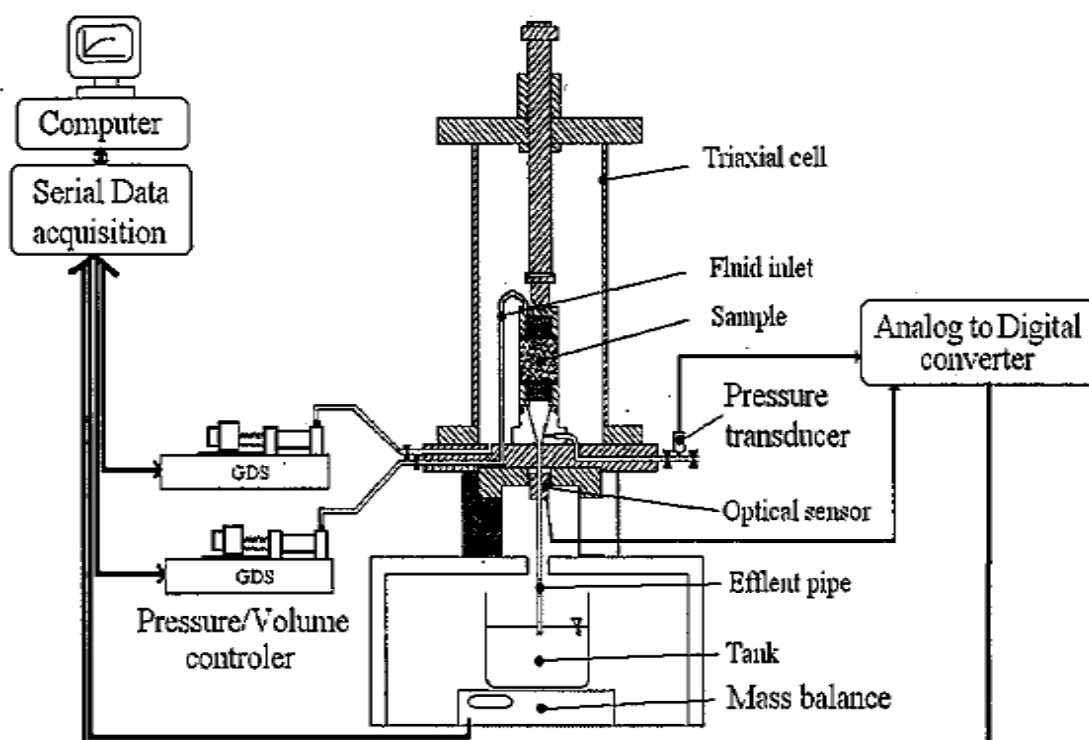 Computer
Serial Data
acquisition
Triaxial cell
Fluid inlet
Sample
Analog to Digital
converter
Pressure
transducer
GDS
Optical sensor
GDS
Pressure/Volume
controler
Efflent pipe
Tank
Mass balance